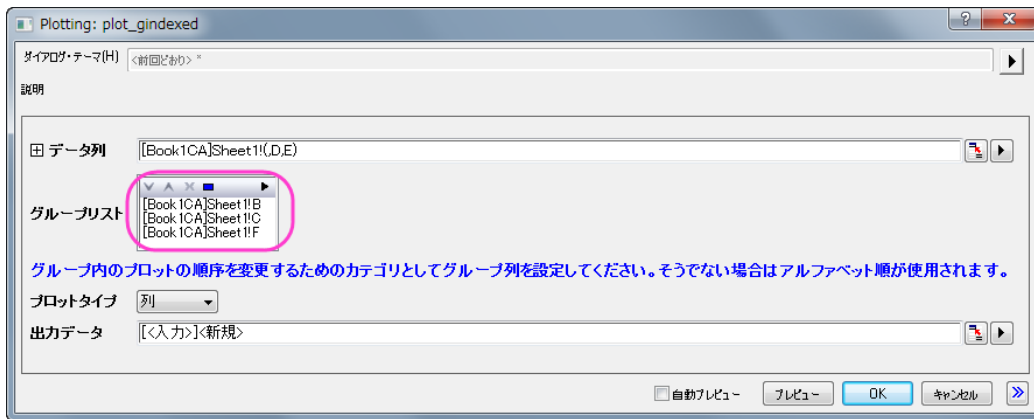 Plotting: plot_gindexed
ダイアログ・テーマ(H) <前回どおり> *
説明
データ列 [Book1CA]Sheet1!(,D,E)
グループリスト
[Book1CA]Sheet1!B
[Book1CA]Sheet1!C
[Book1CA]Sheet1!F
グループ内のプロットの順序を変更するためのカテゴリとしてグループ列を設定してください。そうでない場合はアルファベット順が使用されます。
プロットタイプ 列
出力データ [<入力>]<新規>
自動プレビュー プレビュー OK キャンセル